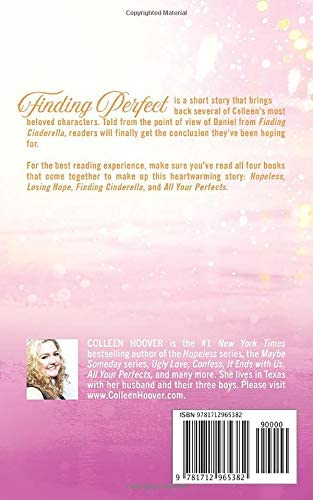 Finding Perfect is a short story that brings
back several of Colleen's most
beloved characters. Told from the point of view of Daniel from Finding
Cinderella, readers will finally get the conclusion they've been hoping
for.
For the best reading experience, make sure you've read all four books
that come together to make up this heartwarming story: Hopeless,
Losing Hope, Finding Cinderella, and All Your Perfects.
COLLEEN HOOVER is the #1 New York Times
bestselling author of the Hopeless series, the Maybe
Someday series, Ugly Love, Confess, It Ends with Us,
All Your Perfects, and many more. She lives in Texas
with her husband and their three boys. Please visit
www.ColleenHoover.com.
ISBN 9781712965382
90000
9 781712 965382